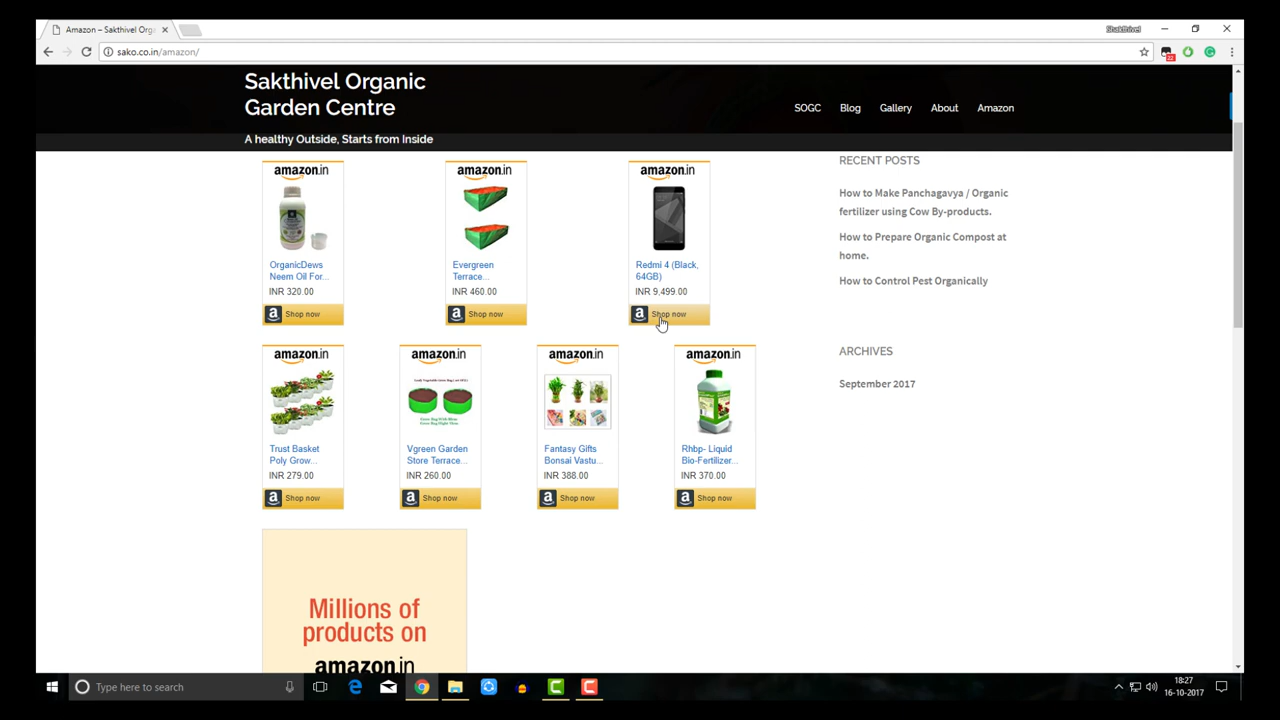 Amazon – Sakthivel Orga
Shakthivel
sako.co.in/amazon/
22
Sakthivel Organic
Garden Centre
SOGC
Blog
Gallery
About
Amazon
A healthy Outside, Starts from Inside
amazon.in
OrganicDews
Neem Oil For...
INR 320.00
Shop now
amazon.in
Evergreen
Terrace...
INR 460.00
Shop now
amazon.in
Redmi 4 (Black,
64GB)
INR 9,499.00
Shop now
amazon.in
Trust Basket
Poly Grow...
INR 279.00
Shop now
amazon.in
Vgreen Garden
Store Terrace...
INR 260.00
Shop now
amazon.in
Fantasy Gifts
Bonsai Vastu...
INR 388.00
Shop now
amazon.in
Rhbp- Liquid
Bio-Fertilizer...
INR 370.00
Shop now
Millions of
products on
amazon.in
RECENT POSTS
How to Make Panchagavya / Organic
fertilizer using Cow By-products.
How to Prepare Organic Compost at
home.
How to Control Pest Organically
ARCHIVES
September 2017
Type here to search
18:27
16-10-2017